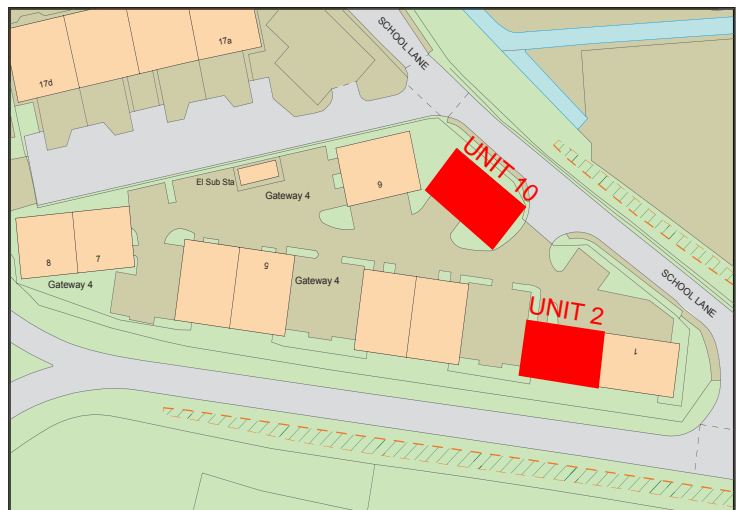 SCHOOL LANE
17a
17d
UNIT 10
El Sub Sta
9
Gateway 4
8
7
5
Gateway 4
Gateway 4
SCHOOL LANE
UNIT 2
1